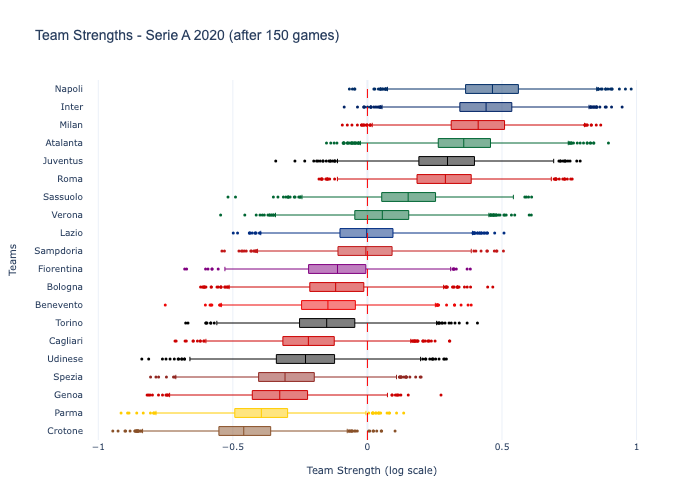 Team Strengths - Serie A 2020 (after 150 games)
Napoli
Inter
Milan
Atalanta
Juventus
Roma
Sassuolo
Verona
Lazio
Sampdoria
Fiorentina
Bologna
Benevento
Torino
Cagliari
Udinese
Spezia
Genoa
Parma
Crotone
Teams
−1
−0.5
0
0.5
1
Team Strength (log scale)